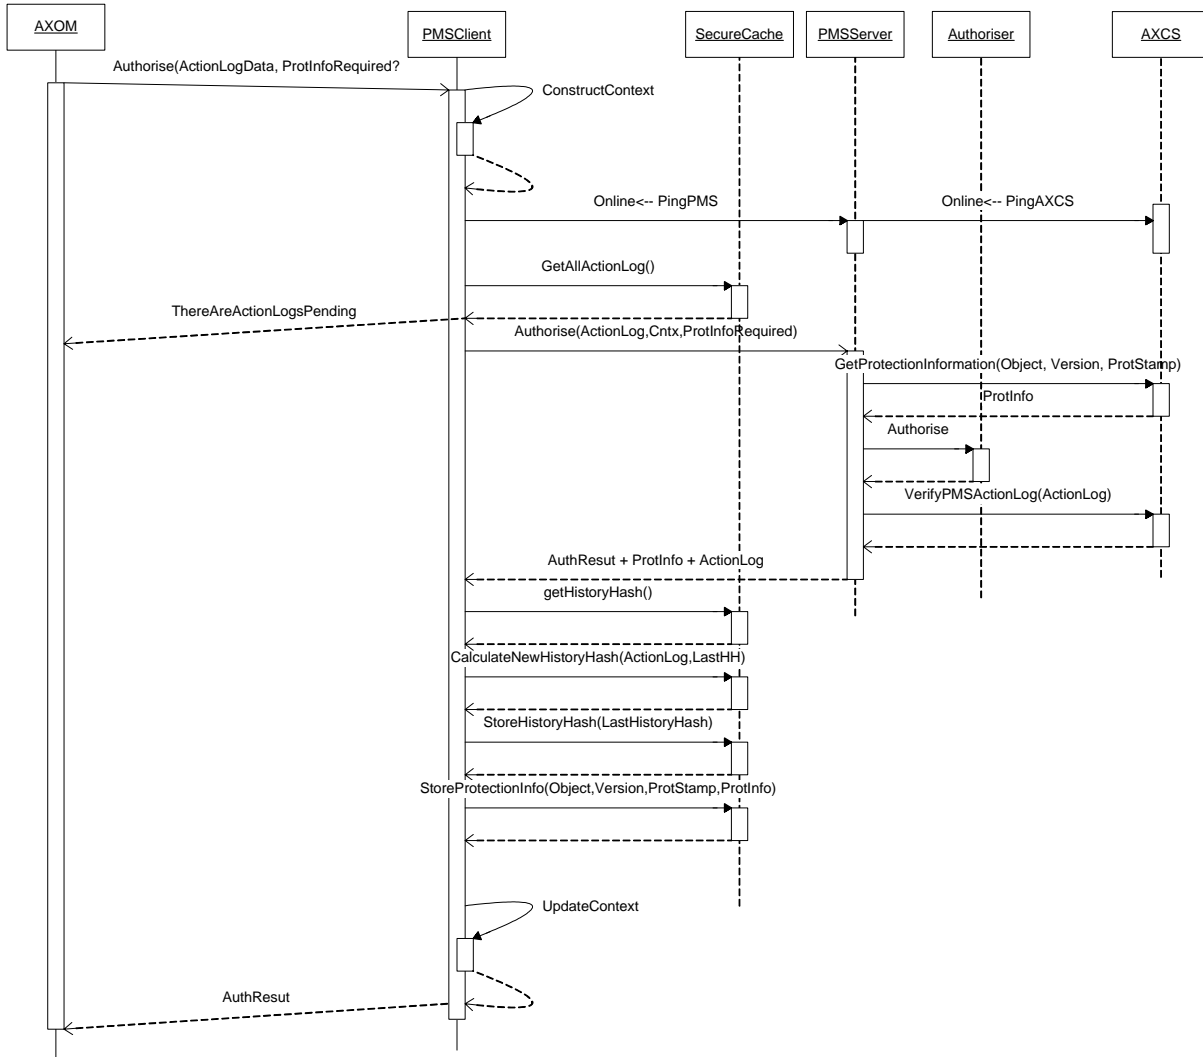 AXOM
PMSClient
SecureCache
PMSServer
Authoriser
AXCS
Authorise(ActionLogData, ProtInfoRequired?
ConstructContext
Online<-- PingPMS
Online<-- PingAXCS
GetAllActionLog()
ThereAreActionLogsPending
Authorise(ActionLog,Cntx,ProtInfoRequired)
GetProtectionInformation(Object, Version, ProtStamp)
ProtInfo
Authorise
VerifyPMSActionLog(ActionLog)
AuthResut + ProtInfo + ActionLog
getHistoryHash()
CalculateNewHistoryHash(ActionLog,LastHH)
StoreHistoryHash(LastHistoryHash)
StoreProtectionInfo(Object,Version,ProtStamp,ProtInfo)
UpdateContext
AuthResut